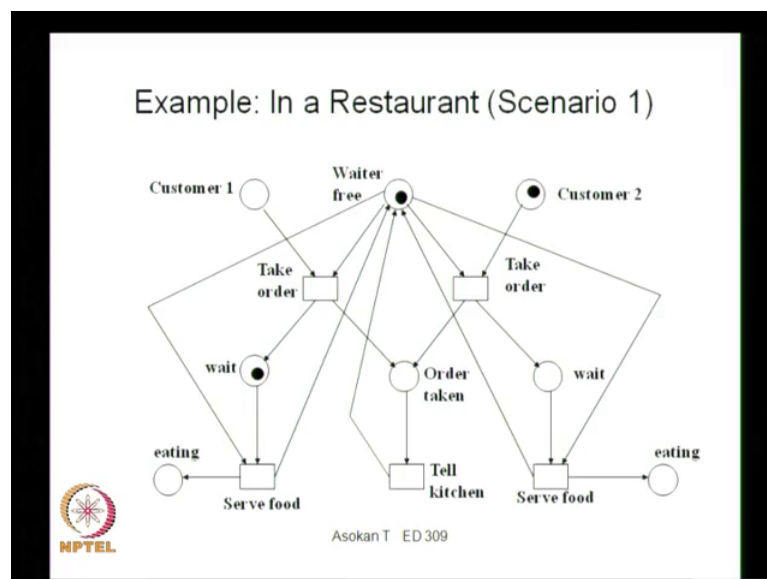 Example: In a Restaurant (Scenario 1)
Customer 1
Waiter
free
Customer 2
Take
order
Take
order
wait
Order
taken
wait
eating
eating
Serve food
Tell
kitchen
Serve food
NPTEL
Asokan T ED 309